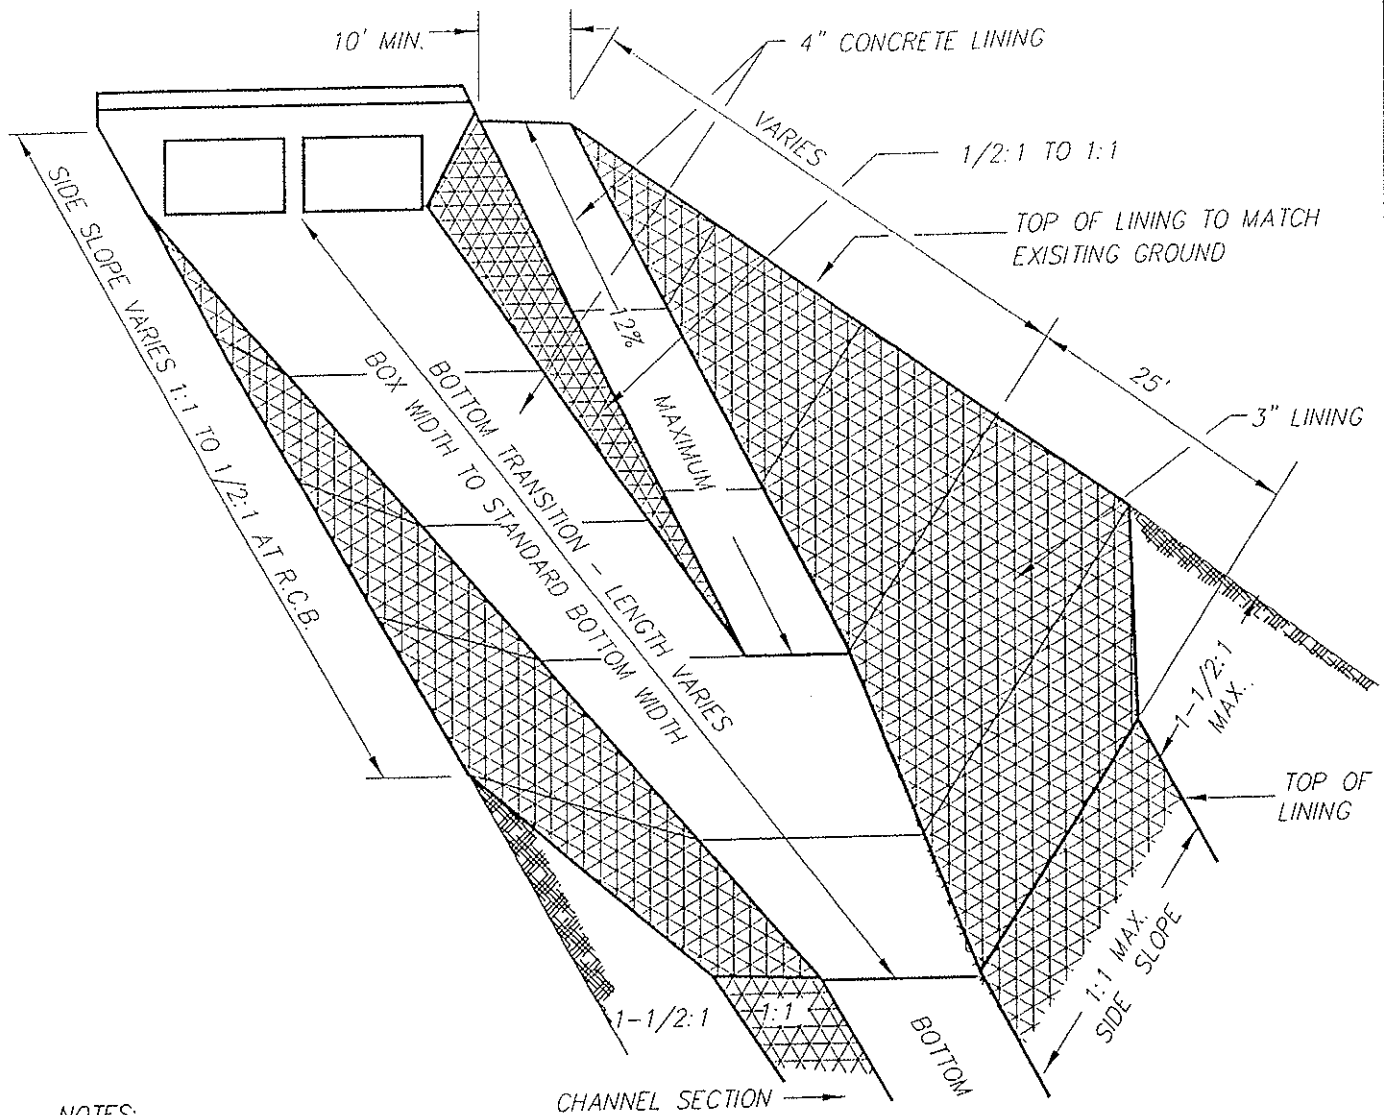 10' MIN.
4" CONCRETE LINING
VARIES
1/2:1 TO 1:1
TOP OF LINING TO MATCH
EXISITING GROUND
SIDE SLOPE VARIES 1:1 TO 1/2:1 AT R.C.B.
12%
MAXIMUM
25'
3" LINING
BOTTOM TRANSITION - LENGTH VARIES
BOX WIDTH TO STANDARD BOTTOM WIDTH
1-1/2:1
MAX.
TOP OF
LINING
1:1 MAX.
SIDE SLOPE
1-1/2:1
1:1
BOTTOM
CHANNEL SECTION
NOTES: